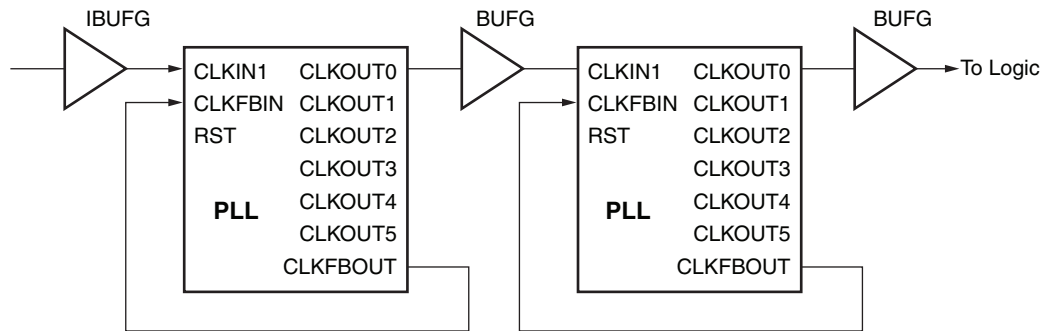 IBUFG
BUFG
BUFG
CLKIN1 CLKOUT0
CLKFBIN CLKOUT1
RST CLKOUT2
CLKOUT3
PLL CLKOUT4
CLKOUT5
CLKFBOUT
CLKIN1 CLKOUT0
CLKFBIN CLKOUT1
RST CLKOUT2
CLKOUT3
PLL CLKOUT4
CLKOUT5
CLKFBOUT
To Logic